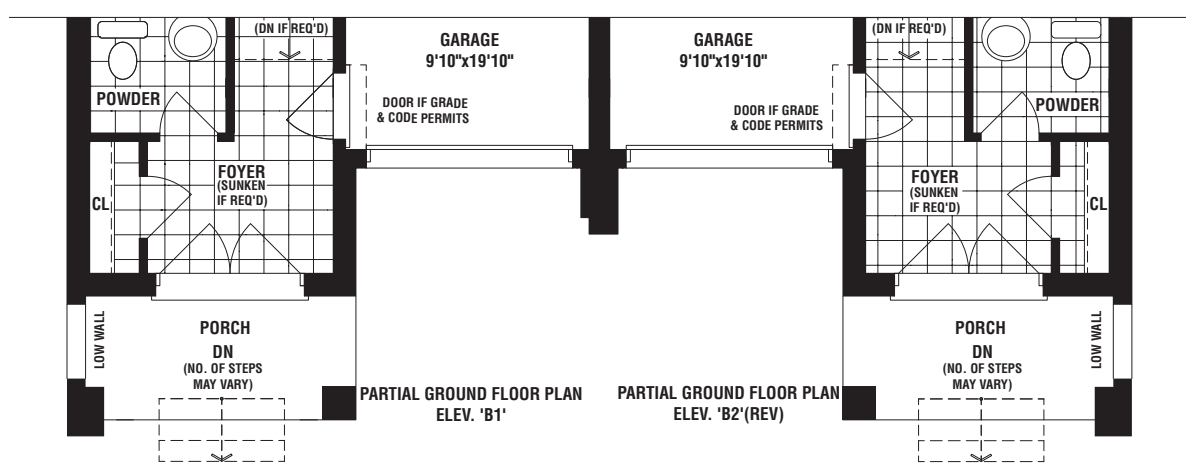 (DN IF REQ'D)
GARAGE
9'10"x19'10"
POWDER
DOOR IF GRADE
& CODE PERMITS
FOYER
(SUNKEN
IF REQ'D)
CL
LOW WALL
PORCH
DN
(NO. OF STEPS
MAY VARY)
PARTIAL GROUND FLOOR PLAN
ELEV. 'B1'
GARAGE
9'10"x19'10"
(DN IF REQ'D)
DOOR IF GRADE
& CODE PERMITS
POWDER
FOYER
(SUNKEN
IF REQ'D)
CL
PORCH
DN
(NO. OF STEPS
MAY VARY)
LOW WALL
PARTIAL GROUND FLOOR PLAN
ELEV. 'B2'(REV)